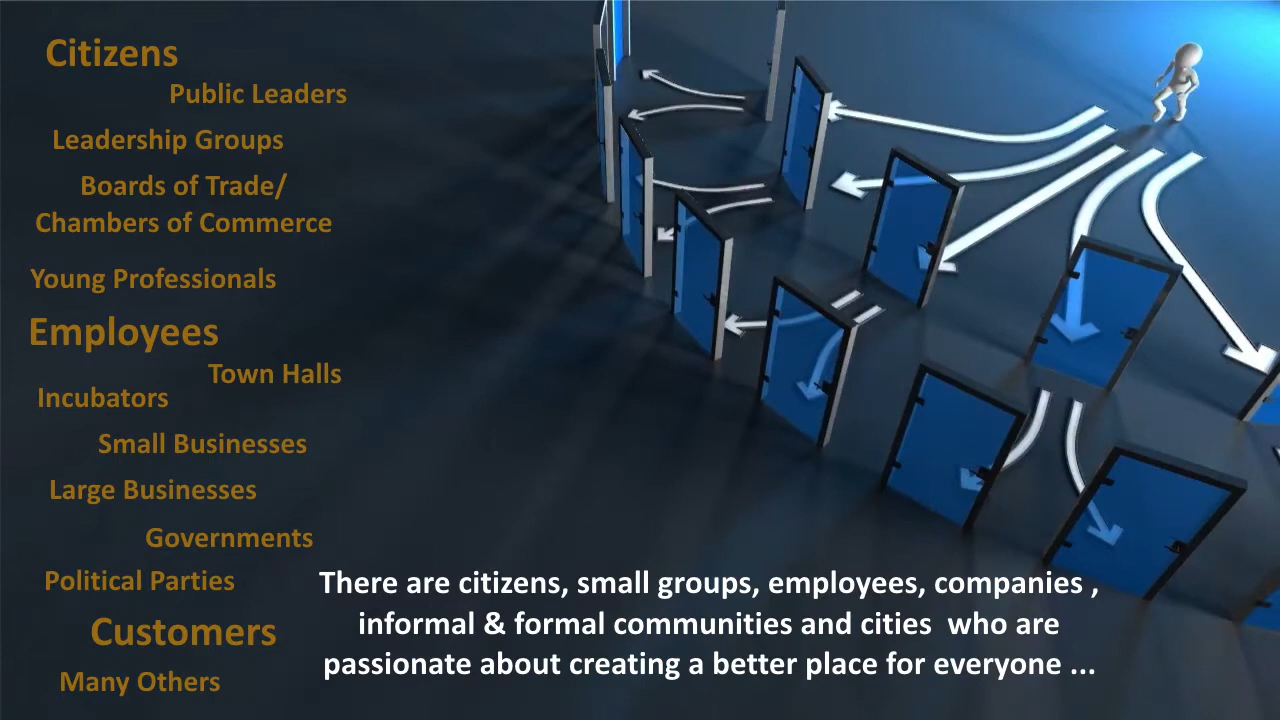 Citizens
Public Leaders
Leadership Groups
Boards of Trade/
Chambers of Commerce
Young Professionals
Employees
Town Halls
Incubators
Small Businesses
Large Businesses
Governments
Political Parties
Customers
Many Others
There are citizens, small groups, employees, companies ,
informal & formal communities and cities  who are
passionate about creating a better place for everyone ...